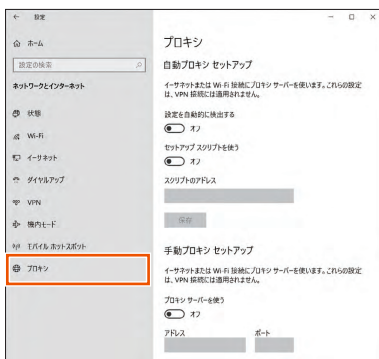 設定
ホーム
設定の検索
ネットワークとインターネット
状態
Wi-Fi
イーサネット
ダイヤルアップ
VPN
機内モード
モバイル ホットスポット
プロキシ
プロキシ
自動プロキシ セットアップ
イーサネットまたは Wi-Fi 接続にプロキシ サーバーを使います。これらの設定
は、VPN 接続には適用されません。
設定を自動的に検出する
オフ
セットアップ スクリプトを使う
オフ
スクリプトのアドレス
保存
手動プロキシ セットアップ
イーサネットまたは Wi-Fi 接続にプロキシ サーバーを使います。これらの設定
は、VPN 接続には適用されません。
プロキシ サーバーを使う
オフ
アドレス ポート